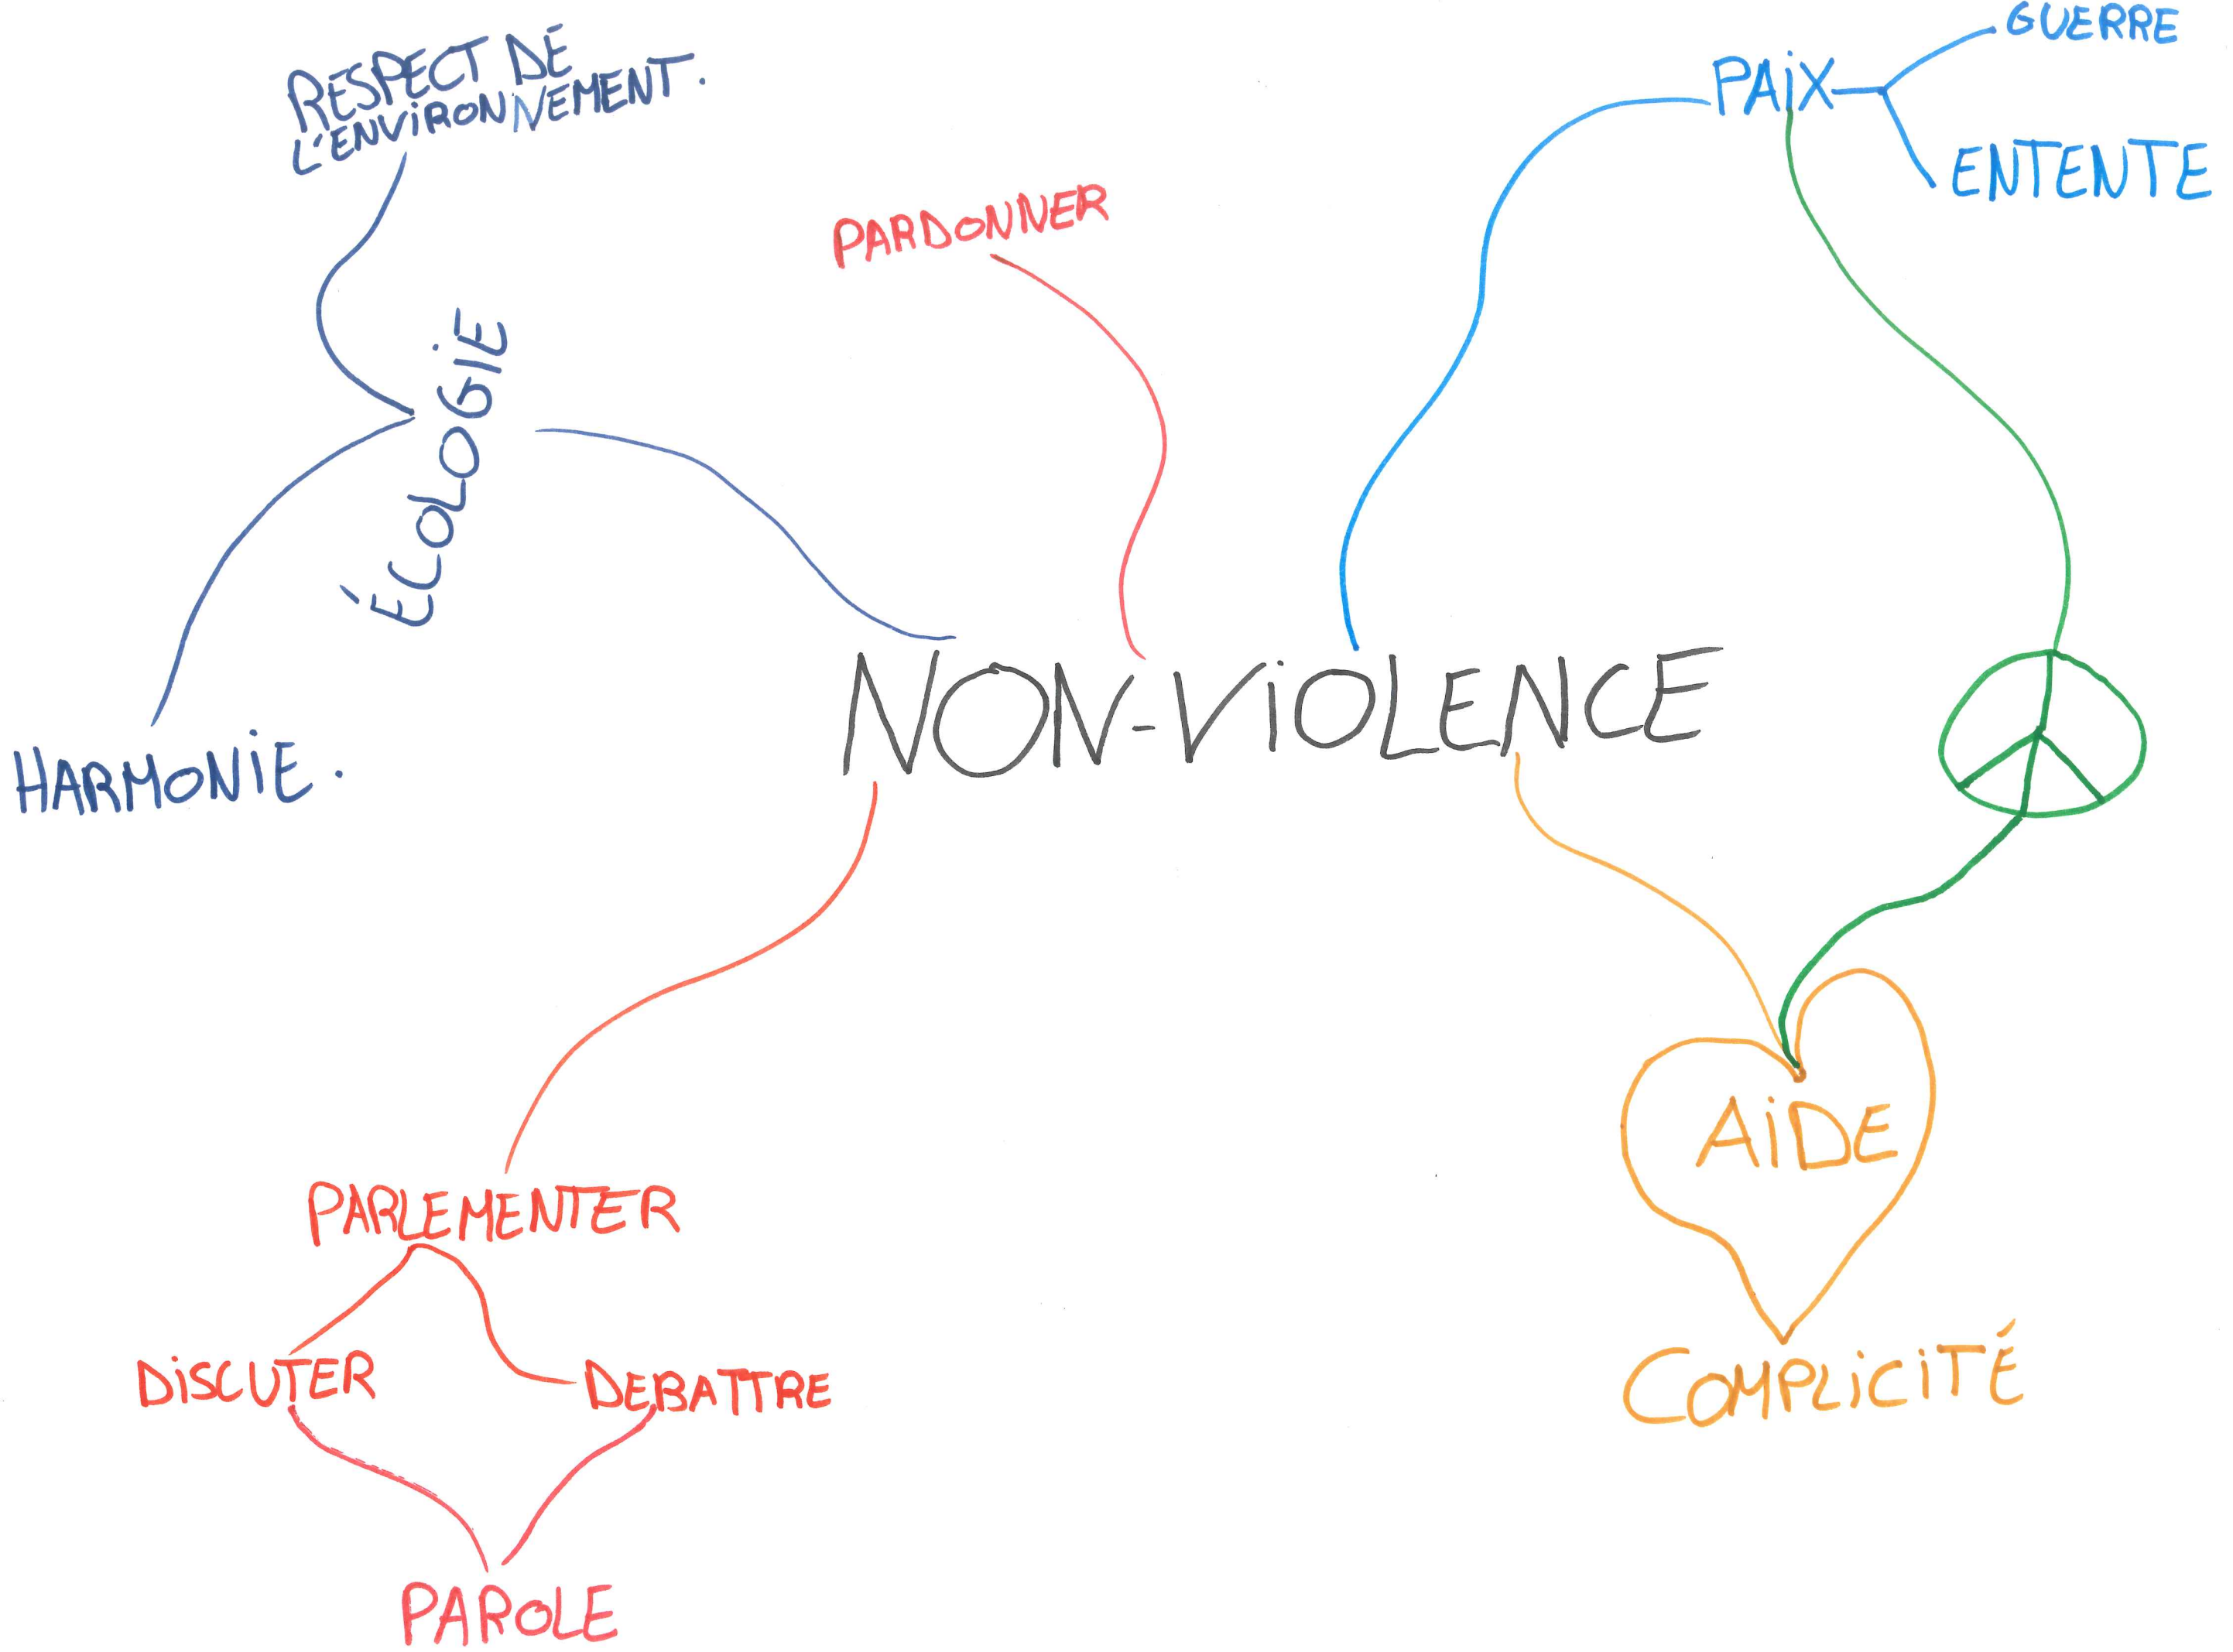 RESPECT DE
L'ENVIRONNEMENT.
PARDONNER
PAiX
GUERRE
ENTENTE
ÉCOLOGIE
NON-ViOLENCE
HARMONiE.
AiDE
COMPLiCiTÉ
PARLEMENTER
DiSCUTER
DEBATTRE
PAROLE